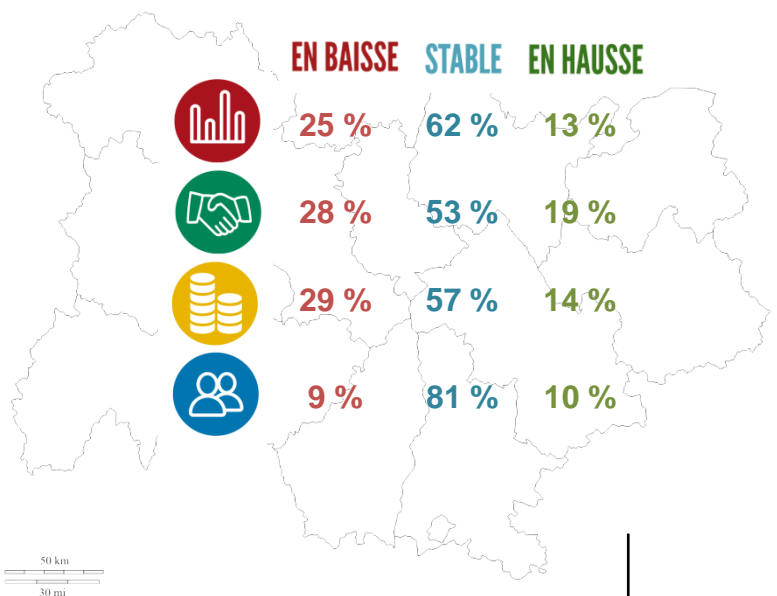 EN BAISSE STABLE EN HAUSSE
25 % 62 % 13 %
28 % 53 % 19 %
29 % 57 % 14 %
9 % 81 % 10 %
50 km
30 mi